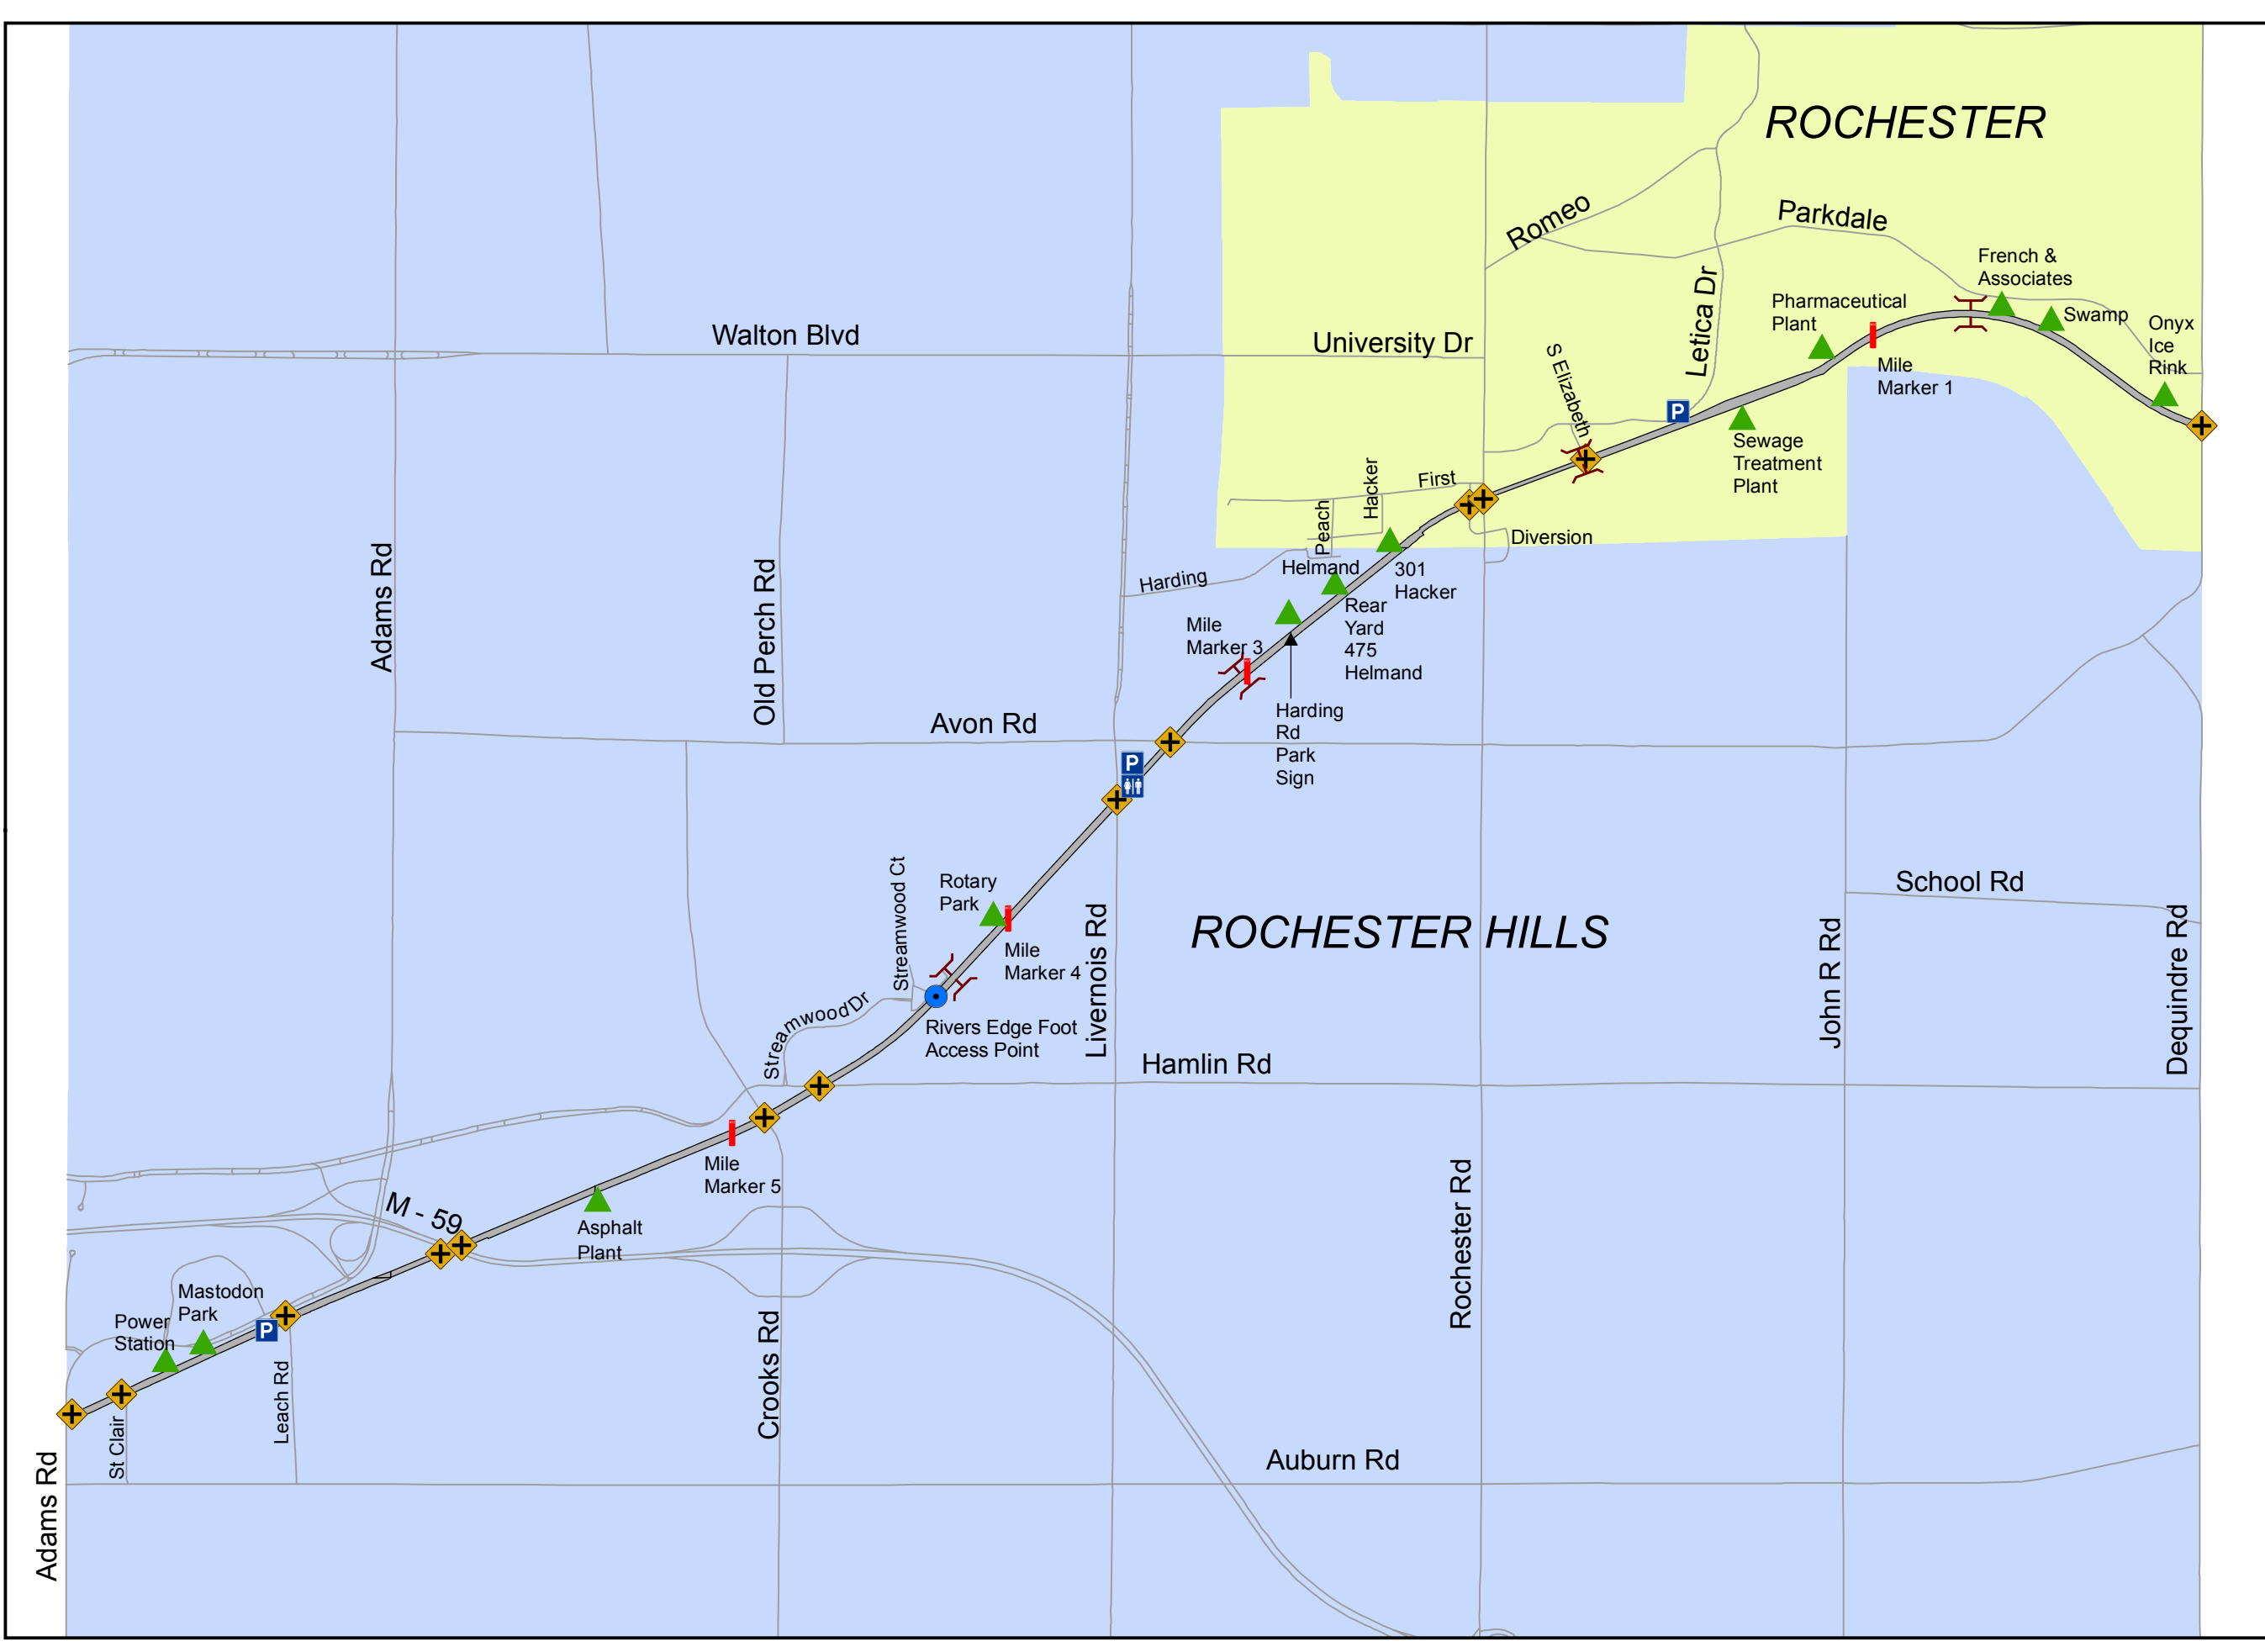 ROCHESTER
Romeo
Parkdale
French &
Associates
Letica Dr
Pharmaceutical
Plant
Swamp
Onyx
Ice
Rink
Walton Blvd
University Dr
S Elizabeth
Mile
Marker 1
Sewage
Treatment
Plant
First
Hacker
Peach
Diversion
Adams Rd
Old Perch Rd
Harding
Helmand
301
Hacker
Rear
Yard
475
Helmand
Mile
Marker 3
Harding
Rd
Park
Sign
Avon Rd
P
P
Rotary
Park
Streamwood Ct
Mile
Marker 4
ROCHESTER HILLS
School Rd
Livernois Rd
John R Rd
Dequindre Rd
Streamwood Dr
Rivers Edge Foot
Access Point
Hamlin Rd
Mile
Marker 5
M - 59
Asphalt
Plant
Rochester Rd
Mastodon
Park
Power
Station
P
Leach Rd
St Clair
Crooks Rd
Auburn Rd
Adams Rd